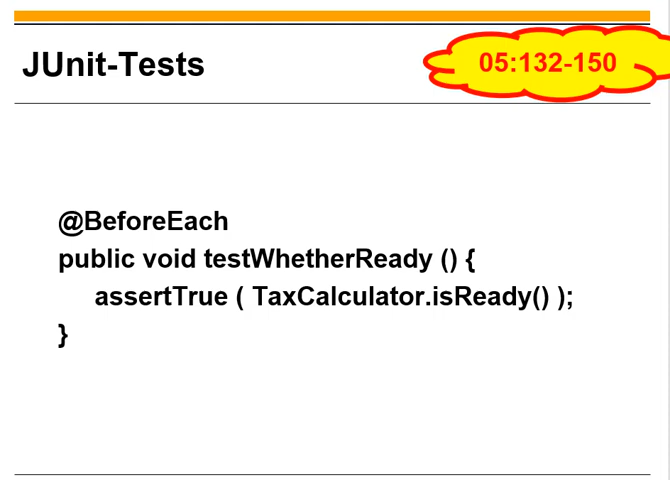 JUnit-Tests
05:132-150
@BeforeEach
public void testWhetherReady () {
assertTrue ( TaxCalculator.isReady() );
}